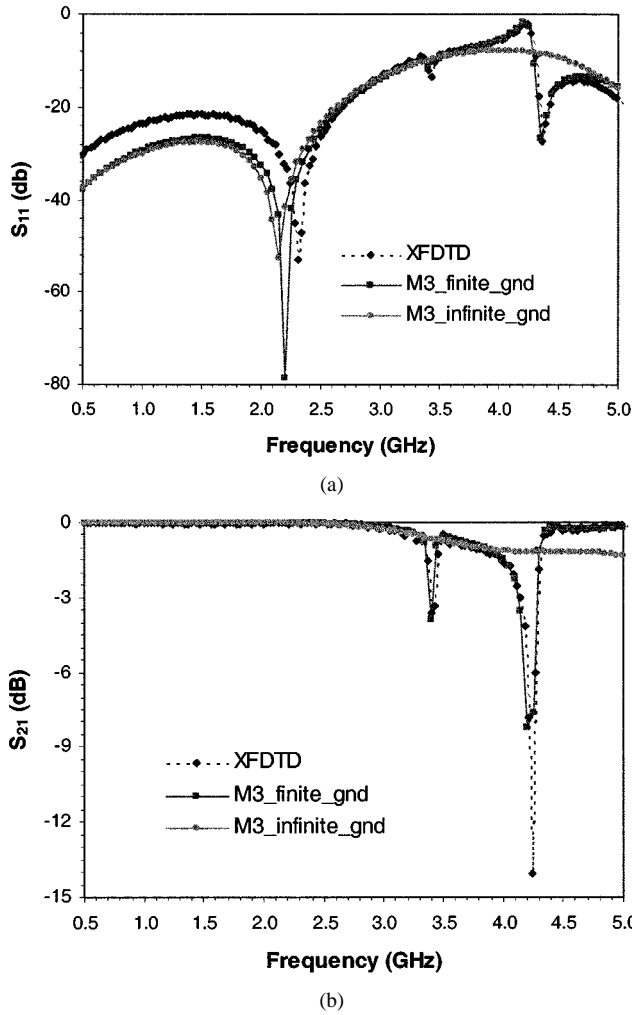 0
-20
-40
-60
-80
S11 (db)
XFDTD
M3_finite_gnd
M3_infinite_gnd
0.5 1.0 1.5 2.0 2.5 3.0 3.5 4.0 4.5 5.0
Frequency (GHz)
(a)
0
-3
-6
-9
-12
-15
S21 (dB)
XFDTD
M3_finite_gnd
M3_infinite_gnd
0.5 1.0 1.5 2.0 2.5 3.0 3.5 4.0 4.5 5.0
Frequency (GHz)
(b)